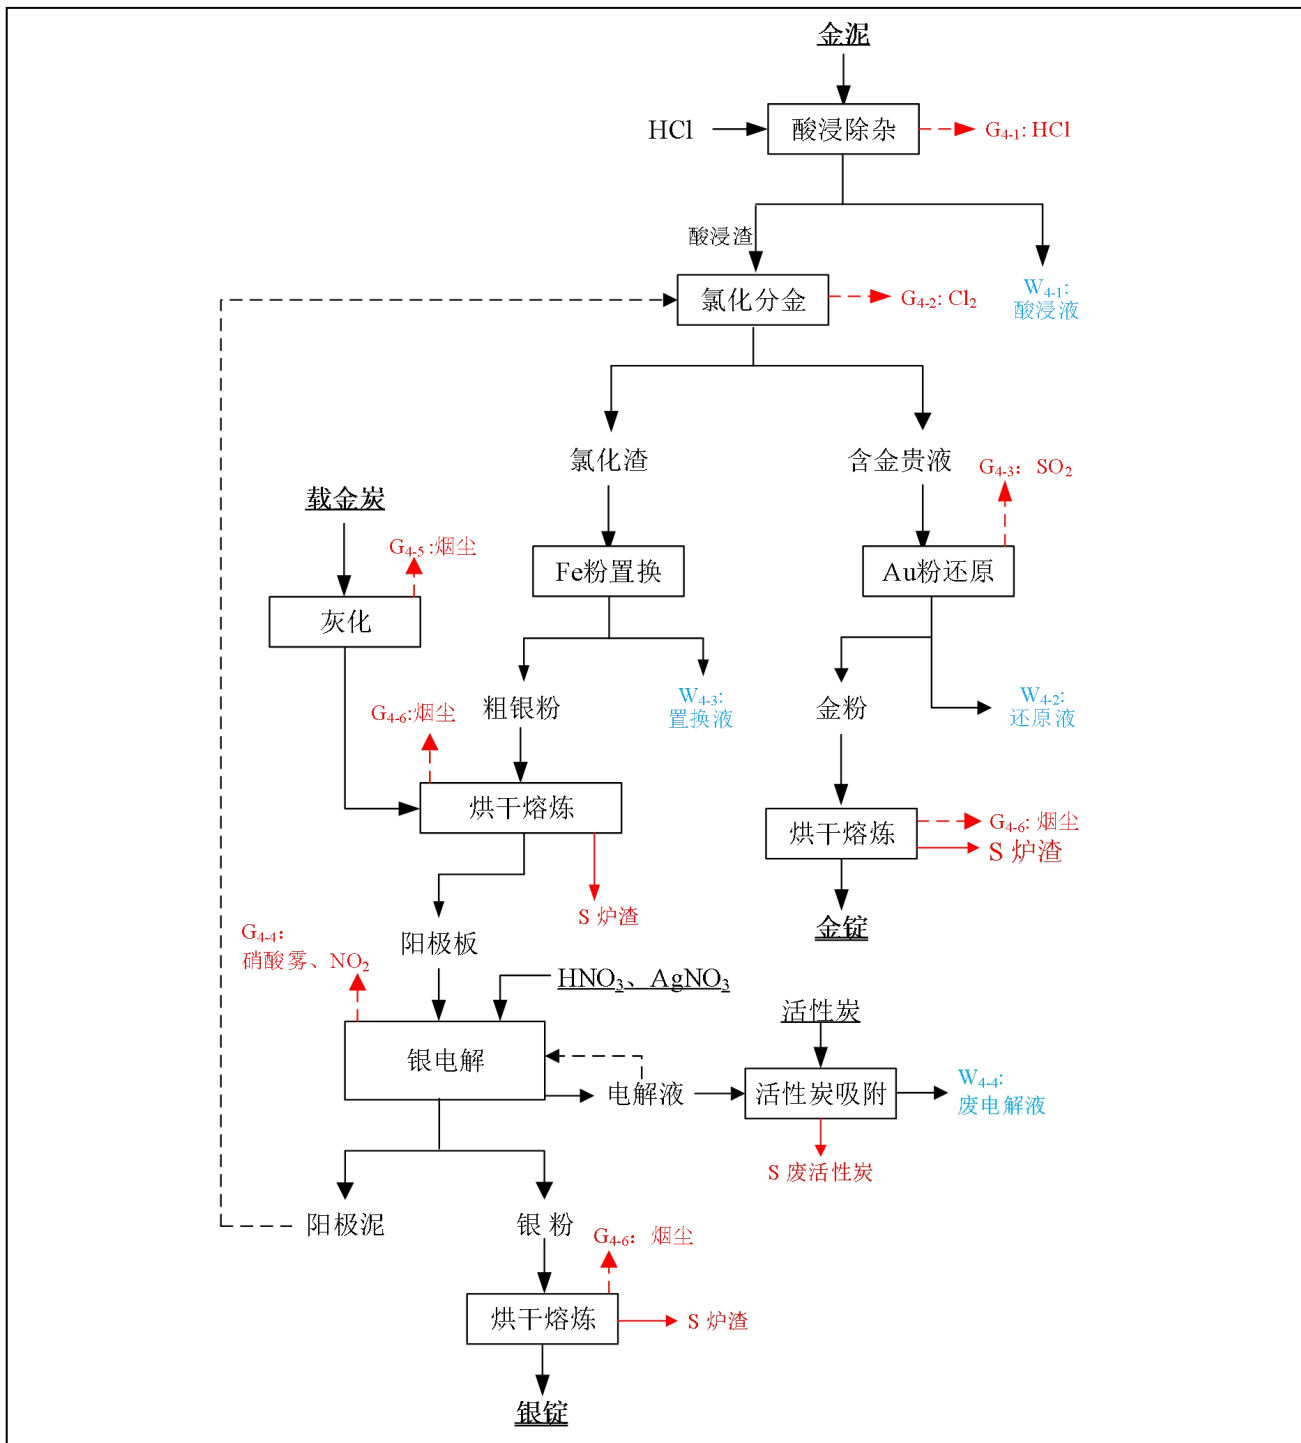 金泥
HCl
酸浸除杂
G4-1: HCl
酸浸渣
氯化分金
G4-2: Cl2
W4-1:
酸浸液
氯化渣
含金贵液
G4-3: SO2
载金炭
G4-5:烟尘
Fe粉置换
Au粉还原
灰化
G4-6:烟尘
粗银粉
W4-3:
置换液
金粉
W4-2:
还原液
烘干熔炼
烘干熔炼
G4-6: 烟尘
S 炉渣
S 炉渣
金锭
G4-4:
硝酸雾、NO2
阳极板
HNO3、AgNO3
活性炭
银电解
电解液
活性炭吸附
W4-4:
废电解液
S 废活性炭
阳极泥
银 粉
G4-6: 烟尘
烘干熔炼
S 炉渣
银锭